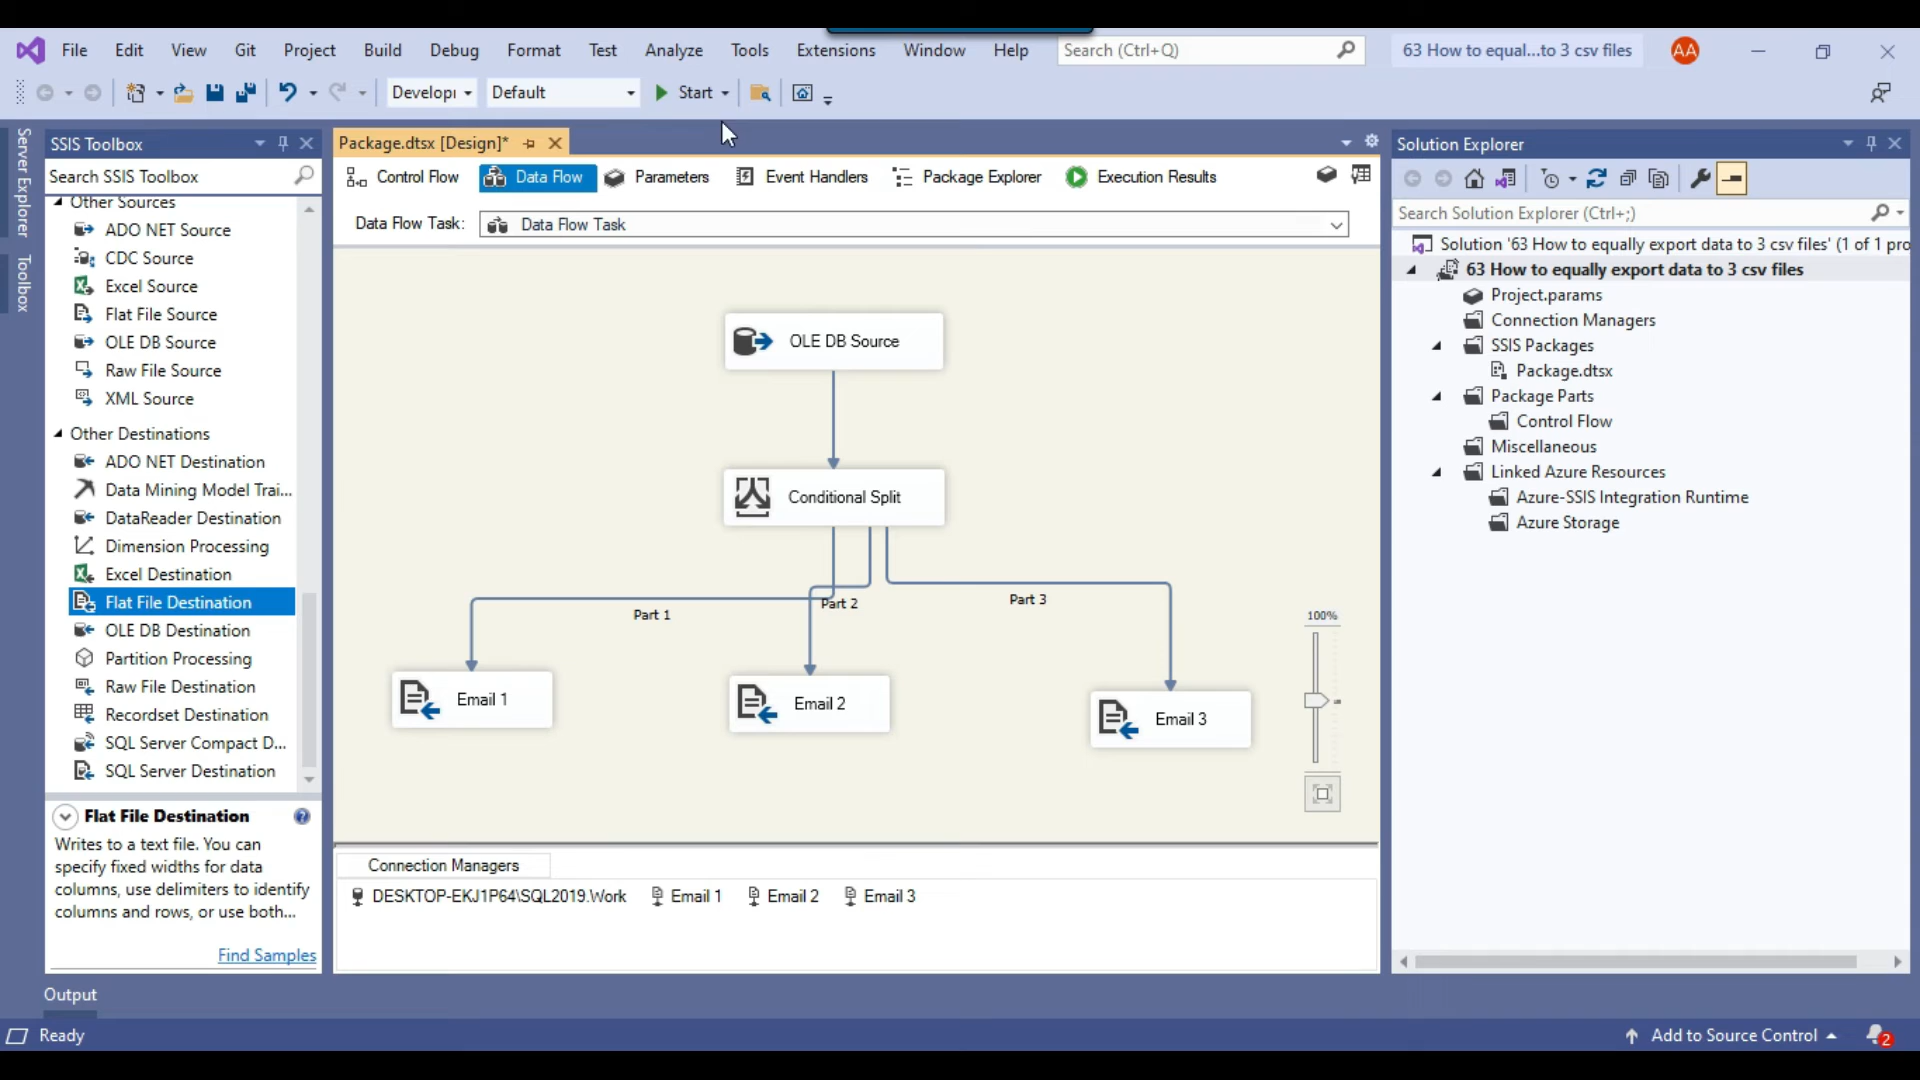 File Edit View Git Project Build Debug Format Test Analyze Tools Extensions Window Help Search (Ctrl+Q) 63 How to equal...to 3 csv files AA
Develop Default Start
Server Explorer
Toolbox
SSIS Toolbox
Search SSIS Toolbox
Other Sources
ADO NET Source
CDC Source
Excel Source
Flat File Source
OLE DB Source
Raw File Source
XML Source
Other Destinations
ADO NET Destination
Data Mining Model Trai...
DataReader Destination
Dimension Processing
Excel Destination
Flat File Destination
OLE DB Destination
Partition Processing
Raw File Destination
Recordset Destination
SQL Server Compact D...
SQL Server Destination
Flat File Destination
Writes to a text file. You can
specify fixed widths for data
columns, use delimiters to identify
columns and rows, or use both...
Find Samples
Package.dtsx [Design]*
Control Flow Data Flow Parameters Event Handlers Package Explorer Execution Results
Data Flow Task: Data Flow Task
OLE DB Source
Conditional Split
Part 1 Part 2 Part 3
Email 1 Email 2 Email 3
100%
Connection Managers
DESKTOP-EKJ1P64\SQL2019.Work Email 1 Email 2 Email 3
Solution Explorer
Search Solution Explorer (Ctrl+;)
Solution '63 How to equally export data to 3 csv files' (1 of 1 pro
63 How to equally export data to 3 csv files
Project.params
Connection Managers
SSIS Packages
Package.dtsx
Package Parts
Control Flow
Miscellaneous
Linked Azure Resources
Azure-SSIS Integration Runtime
Azure Storage
Output
Ready Add to Source Control 2